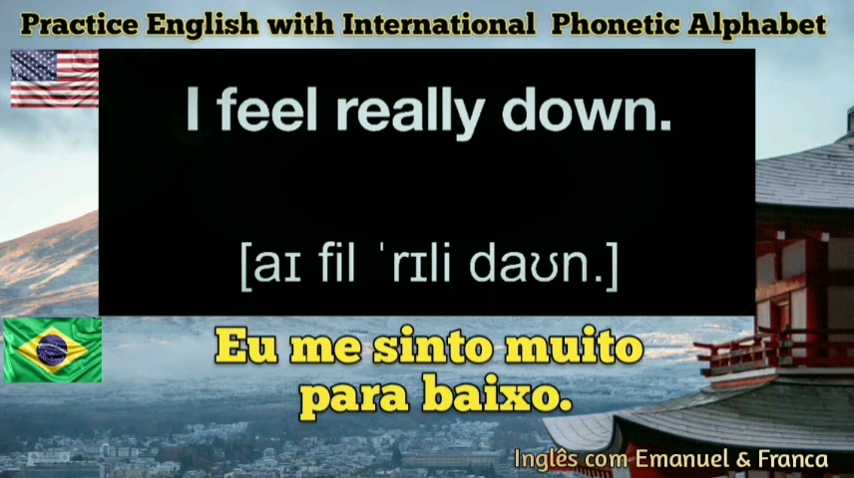 Practice English with International Phonetic Alphabet
I feel really down.
[aɪ fil ˈrɪli daʊn.]
Eu me sinto muito
para baixo.
Inglês com Emanuel & Franca